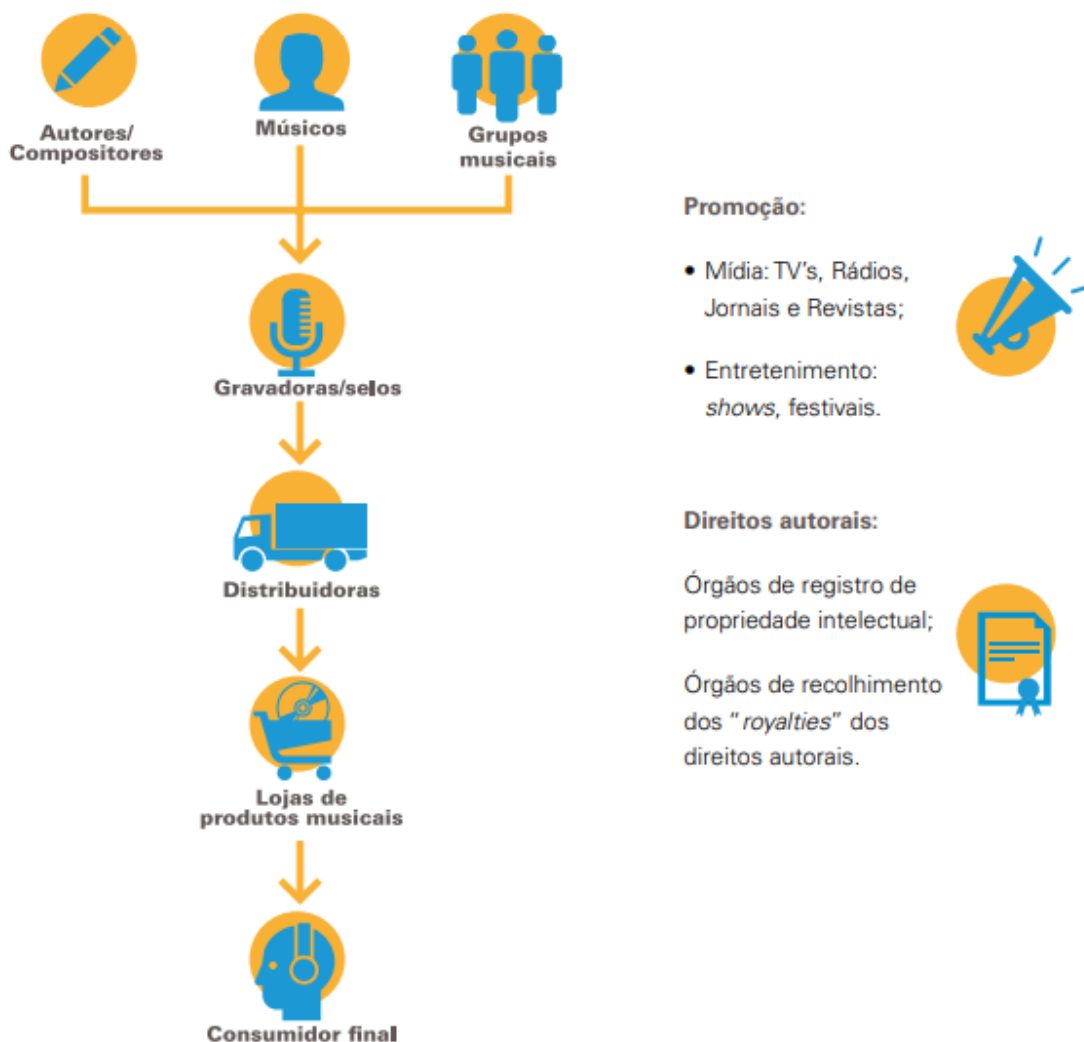 Autores/
Compositores
Músicos
Grupos
musicais
Gravadoras/selos
Distribuidoras
Lojas de
produtos musicais
Consumidor final
Promoção:
• Mídia: TV's, Rádios,
Jornais e Revistas;
• Entretenimento:
shows, festivais.
Direitos autorais:
Órgãos de registro de
propriedade intelectual;
Órgãos de recolhimento
dos "royalties" dos
direitos autorais.